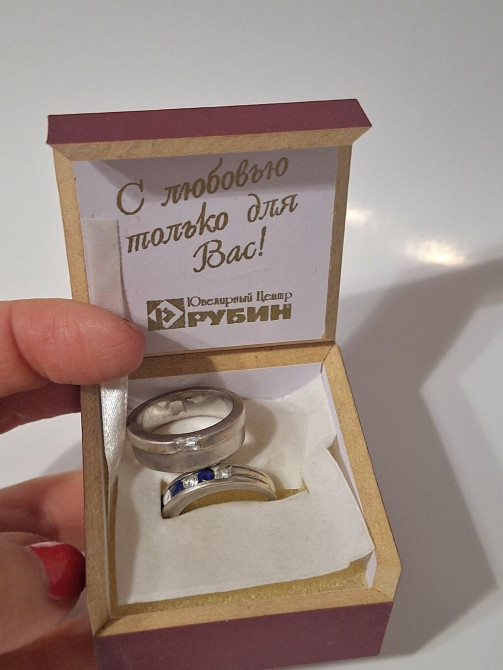 С любовью
только для
Вас!
Ювелирный Центр
РУБИН